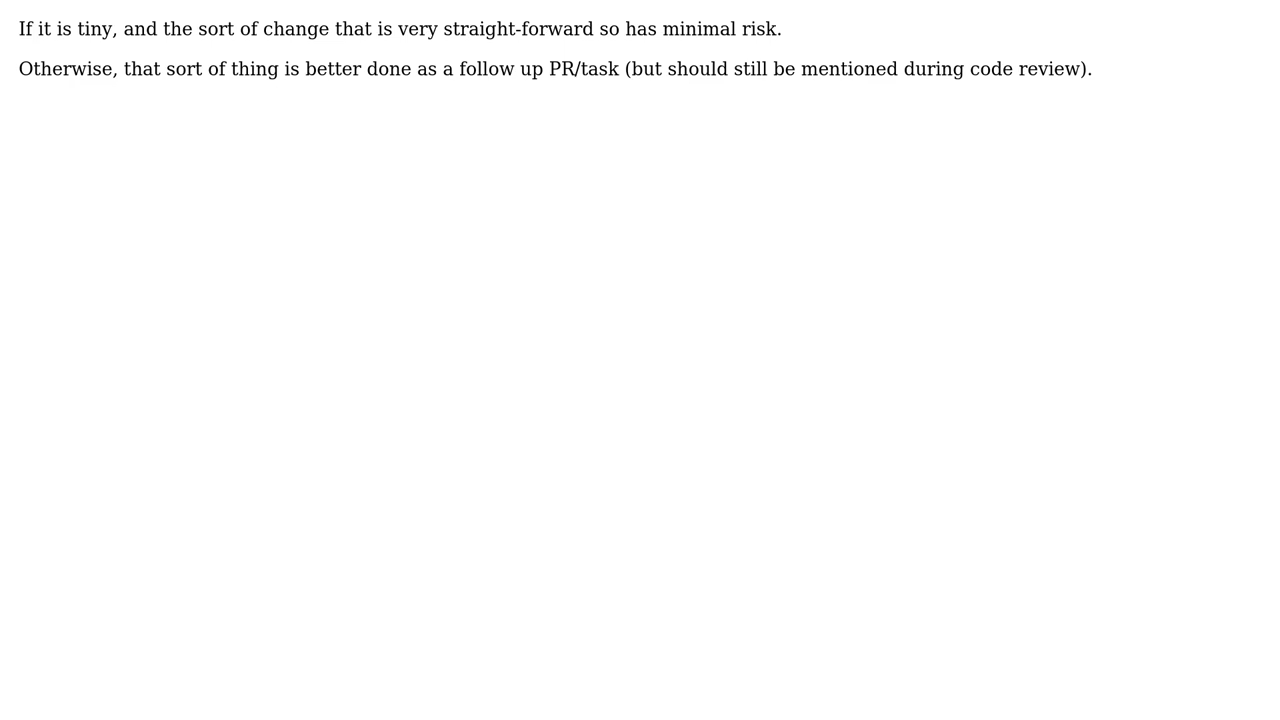 If it is tiny, and the sort of change that is very straight-forward so has minimal risk.
Otherwise, that sort of thing is better done as a follow up PR/task (but should still be mentioned during code review).